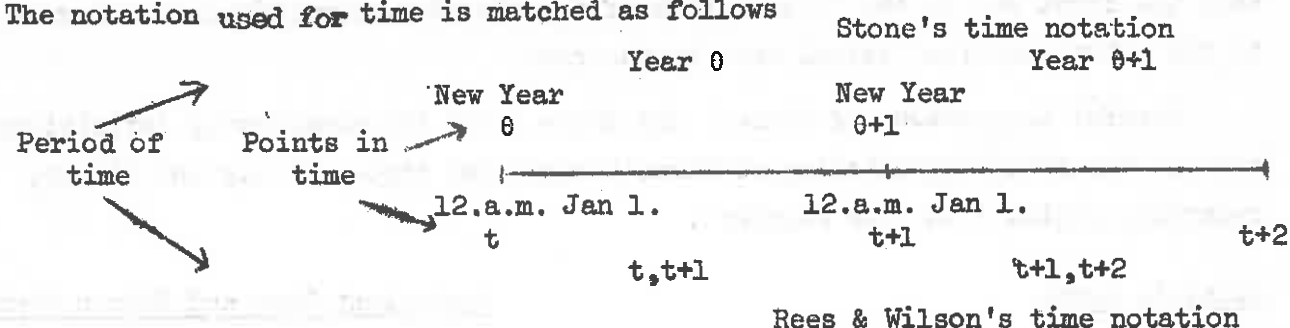 The notation used for time is matched as follows
Stone's time notation
Year θ Year θ+1
New Year New Year
Period of time
Points in time
θ θ+1
12.a.m. Jan 1. 12.a.m. Jan 1.
t t+1 t+2
t,t+1 t+1,t+2
Rees & Wilson's time notation